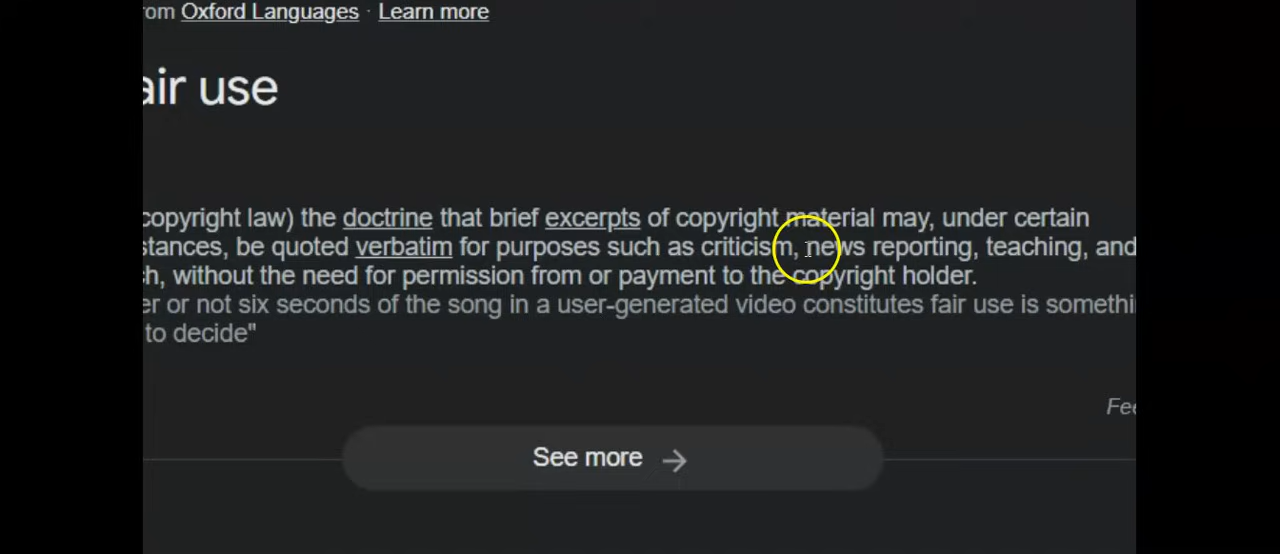 om Oxford Languages · Learn more
air use
copyright law) the doctrine that brief excerpts of copyright material may, under certain
stances, be quoted verbatim for purposes such as criticism, news reporting, teaching, and
ch, without the need for permission from or payment to the copyright holder.
er or not six seconds of the song in a user-generated video constitutes fair use is somethi
to decide"
Fee
See more →